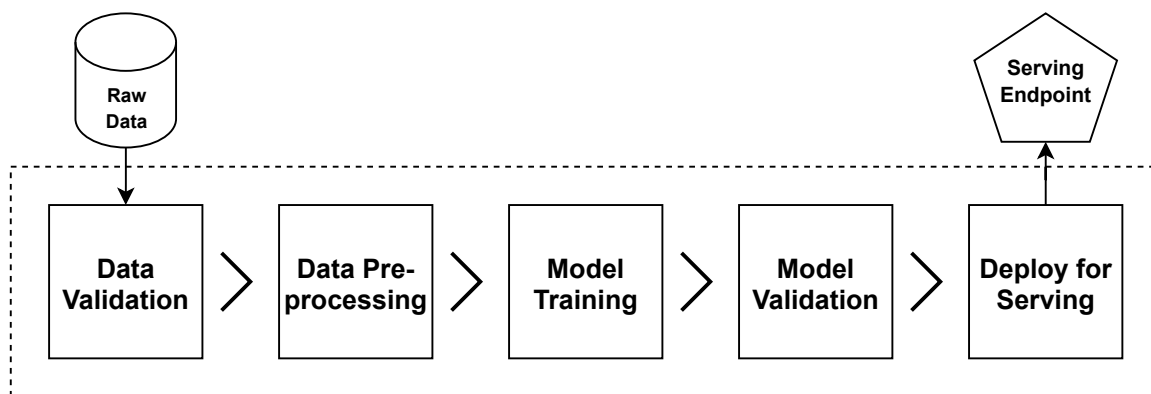 Raw
Data
Serving
Endpoint
Data
Validation
Data Pre-
processing
Model
Training
Model
Validation
Deploy for
Serving